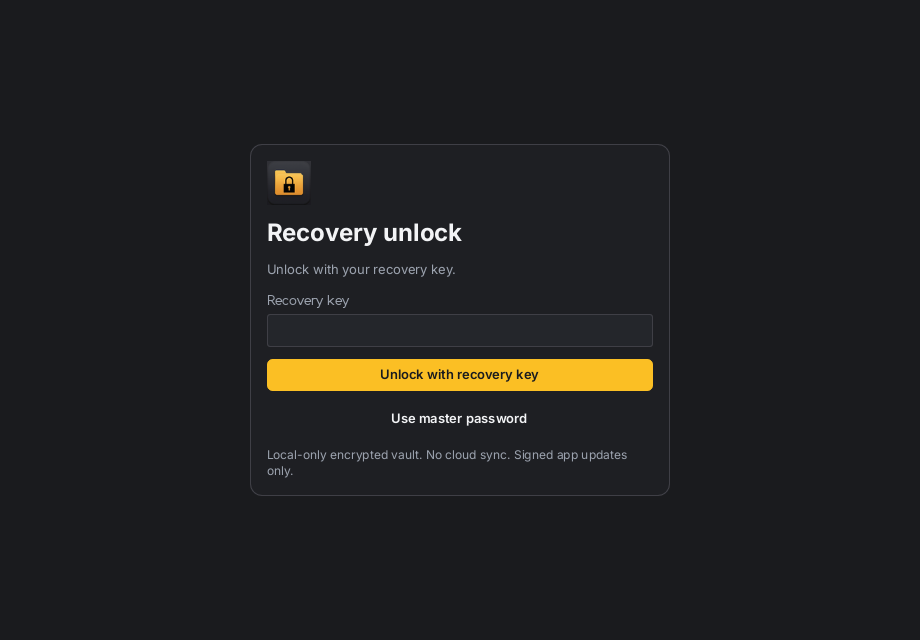 Recovery unlock
Unlock with your recovery key.
Recovery key
Unlock with recovery key
Use master password
Local-only encrypted vault. No cloud sync. Signed app updates
only.